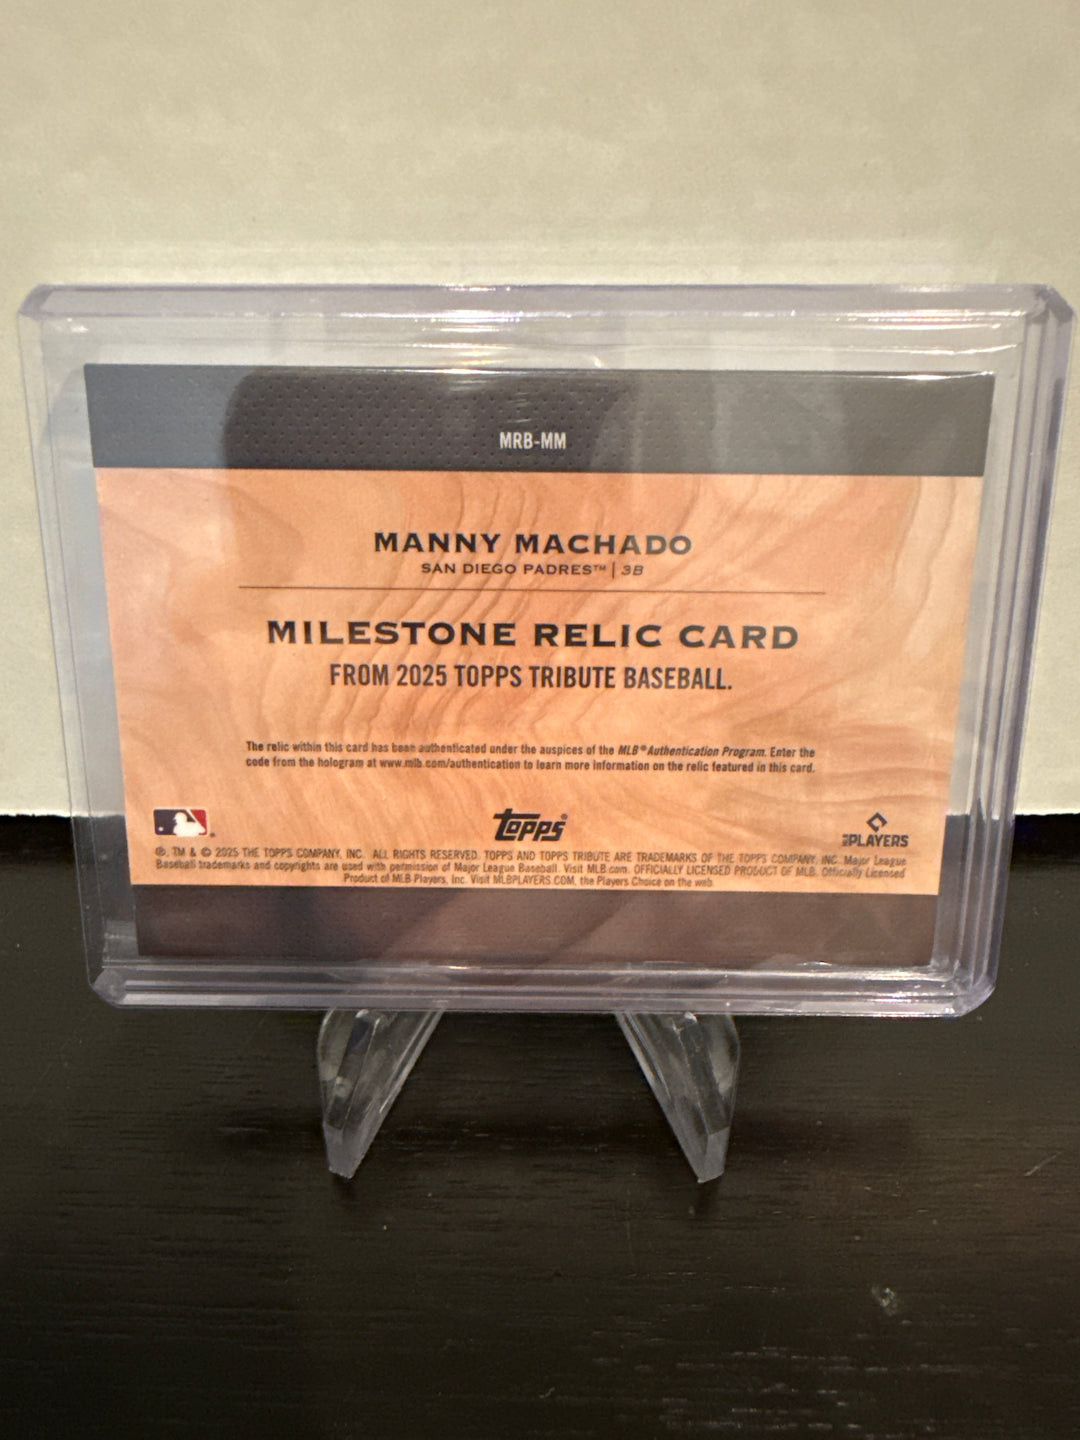 MRB-MM
MANNY MACHADO
SAN DIEGO PADRES™ | 3B
MILESTONE RELIC CARD
FROM 2025 TOPPS TRIBUTE BASEBALL.
The relic within this card has been authenticated under the auspices of the MLB® Authentication Program. Enter the
code from the hologram at www.mlb.com/authentication to learn more information on the relic featured in this card.
topps®
MLB PLAYERS
®, TM & © 2025 THE TOPPS COMPANY, INC. ALL RIGHTS RESERVED. TOPPS AND TOPPS TRIBUTE ARE TRADEMARKS OF THE TOPPS COMPANY, INC. Major League
Baseball trademarks and copyrights are used with permission of Major League Baseball. Visit MLB.com. OFFICIALLY LICENSED PRODUCT OF MLB. Officially Licensed
Product of MLB Players, Inc. Visit MLBPLAYERS.COM, the Players Choice on the web.